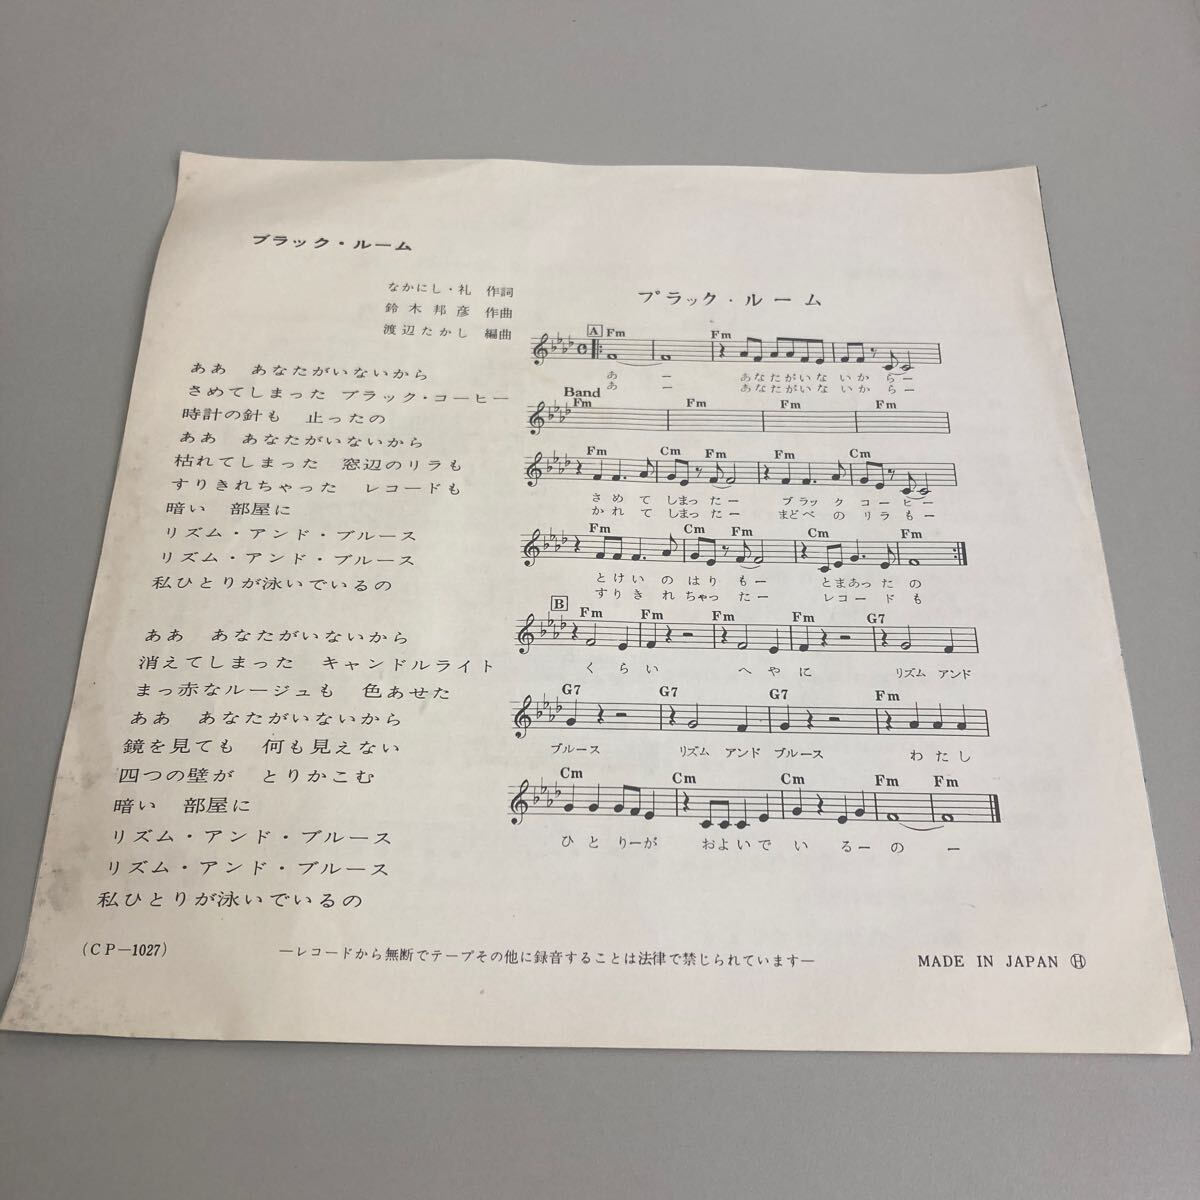 ブラック・ルーム
なかにし・礼 作詞
鈴木邦彦 作曲
渡辺たかし 編曲
ああ あなたがいないから
さめてしまった ブラック・コーヒー
時計の針も 止ったの
ああ あなたがいないから
枯れてしまった 窓辺のリラも
すりきれちゃった レコードも
暗い 部屋に
リズム・アンド・ブルース
リズム・アンド・ブルース
私ひとりが泳いでいるの
ああ あなたがいないから
消えてしまった キャンドルライト
まっ赤なルージュも 色あせた
ああ あなたがいないから
鏡を見ても 何も見えない
四つの壁が とりかこむ
暗い 部屋に
リズム・アンド・ブルース
リズム・アンド・ブルース
私ひとりが泳いでいるの
ブラック・ルーム
A Fm Fm
あ ー あなたがいないからー
あ ー あなたがいないからー
Band
Fm Fm Fm Fm
Fm Cm Fm Fm Cm
さめて しまったー ブラック コーヒー
かれて しまったー まどべの リラもー
Fm Cm Fm Cm Fm
とけいの はりもー とまあったの
すりきれちゃったー レコードも
B
Fm Fm Fm Fm G7
くらい へやに リズム アンド
G7 G7 G7 Fm
ブルース リズム アンド ブルース わたし
Cm Cm Cm Fm Fm
ひとりーが およいで いるーの ー
(CP−1027)
−レコードから無断でテープその他に録音することは法律で禁じられています−
MADE IN JAPAN Ⓗ